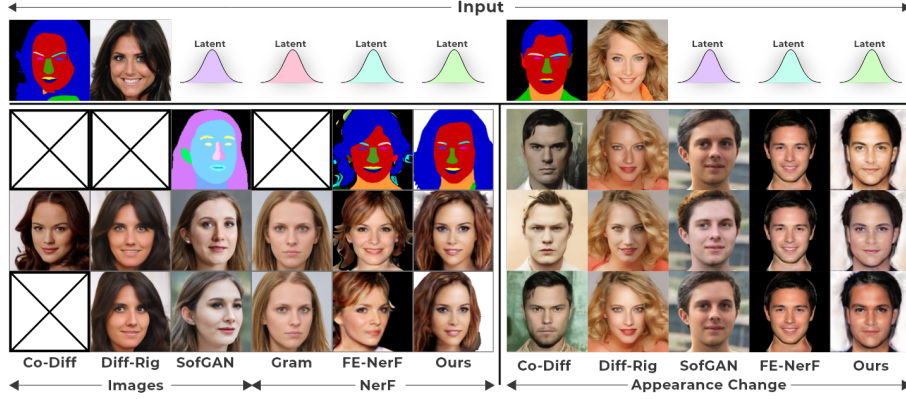 Input
Latent Latent Latent Latent Latent Latent Latent
Co-Diff Diff-Rig SofGAN Gram FE-NerF Ours Co-Diff Diff-Rig SofGAN FE-NerF Ours
Images NerF Appearance Change